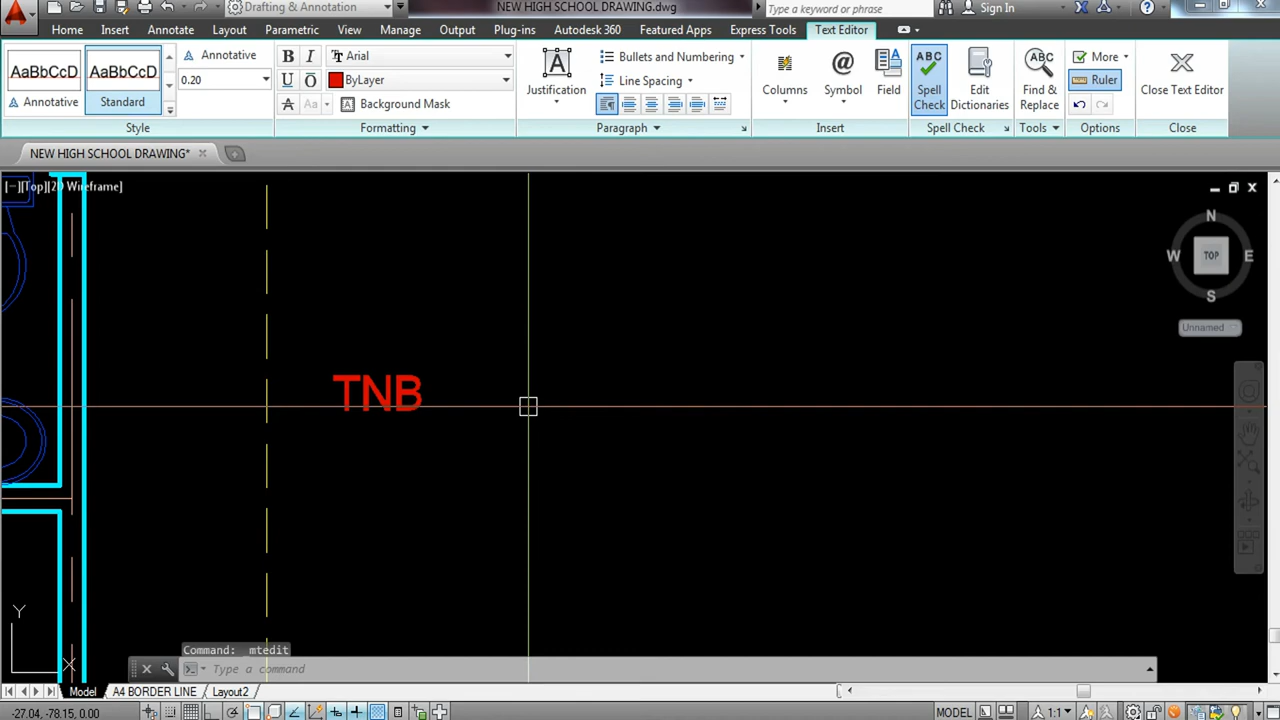 Drafting & Annotation
NEW HIGH SCHOOL DRAWING.dwg
Type a keyword or phrase
Sign In
Home Insert Annotate Layout Parametric View Manage Output Plug-ins Autodesk 360 Featured Apps Express Tools Text Editor
AaBbCcD AaBbCcD
Annotative Standard
Style
Annotative
0.20
B I Arial
U O ByLayer
A Aa Background Mask
Formatting
A
Justification
Bullets and Numbering
Line Spacing
Paragraph
Columns
@ Symbol
Field
Insert
ABC Spell Check
Edit Dictionaries
Spell Check
ABC Find & Replace
Tools
More
Ruler
Options
Close Text Editor
Close
NEW HIGH SCHOOL DRAWING*
[−][Top][2D Wireframe]
N
W TOP E
S
Unnamed
TNB
Y
X
Command: _mtedit
Type a command
Model A4 BORDER LINE Layout2
-27.04, -78.15, 0.00
MODEL
1:1